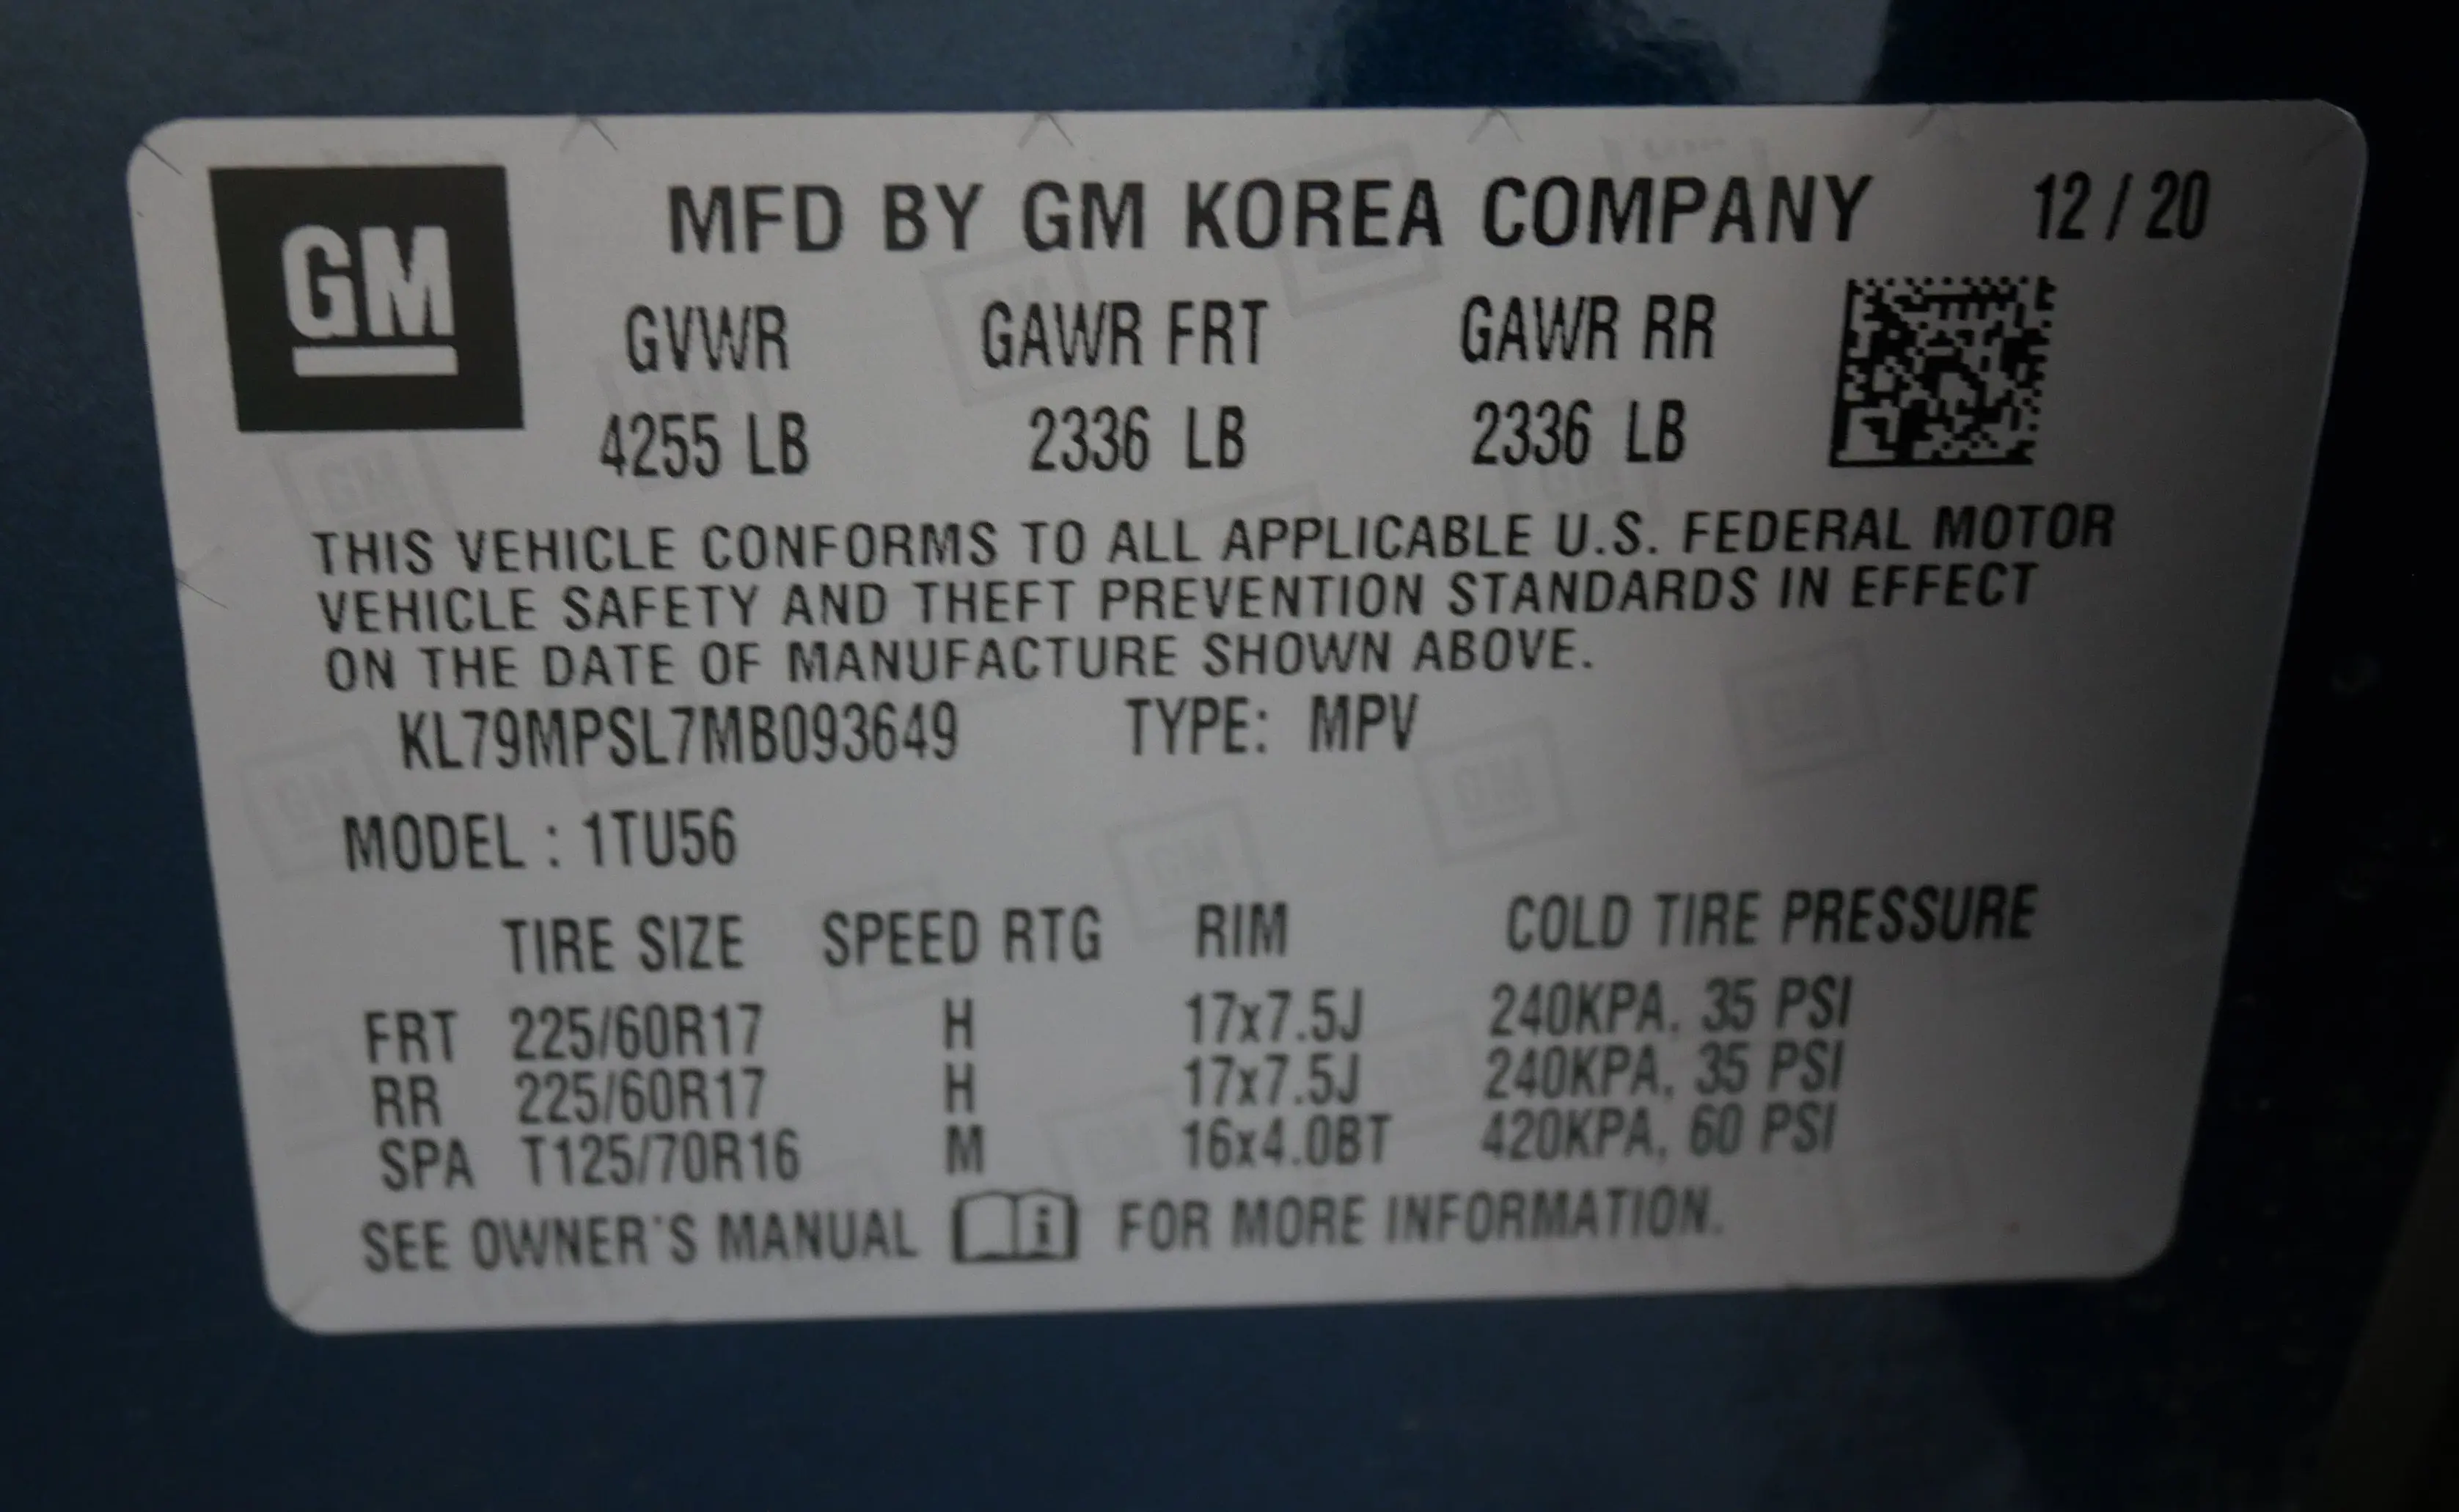 GM
MFD BY GM KOREA COMPANY 12 / 20
GVWR GAWR FRT GAWR RR
4255 LB 2336 LB 2336 LB
THIS VEHICLE CONFORMS TO ALL APPLICABLE U.S. FEDERAL MOTOR
VEHICLE SAFETY AND THEFT PREVENTION STANDARDS IN EFFECT
ON THE DATE OF MANUFACTURE SHOWN ABOVE.
KL79MPSL7MB093649 TYPE: MPV
MODEL : 1TU56
TIRE SIZE SPEED RTG RIM COLD TIRE PRESSURE
FRT 225/60R17 H 17x7.5J 240KPA, 35 PSI
RR 225/60R17 H 17x7.5J 240KPA, 35 PSI
SPA T125/70R16 M 16x4.0BT 420KPA, 60 PSI
SEE OWNER'S MANUAL i FOR MORE INFORMATION.